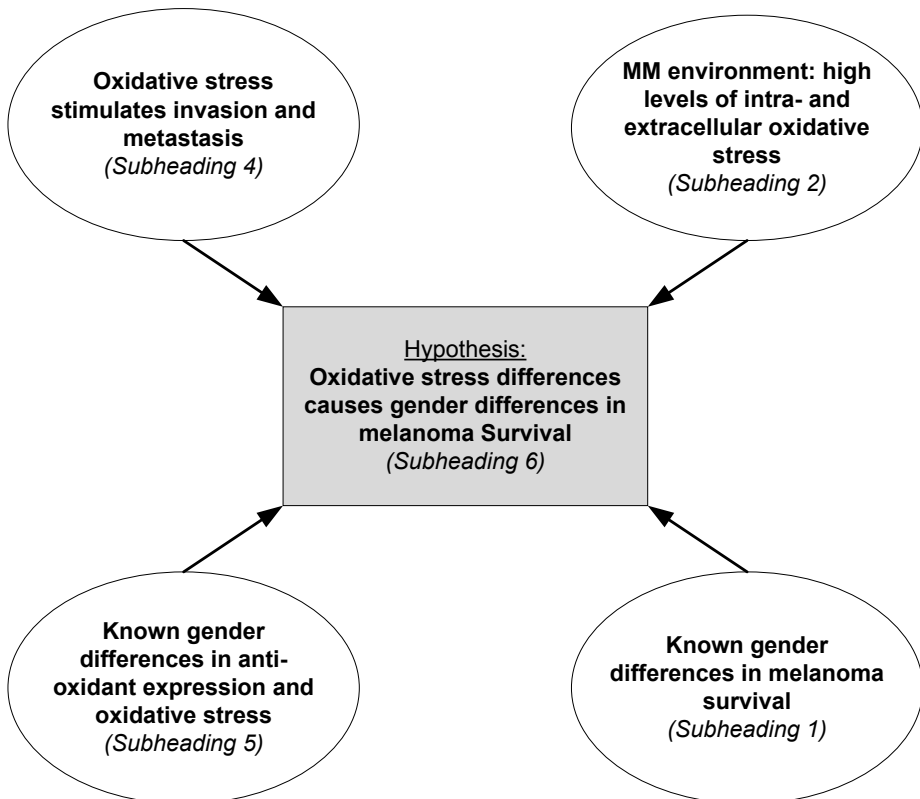 Oxidative stress
stimulates invasion and
metastasis
(Subheading 4)
MM environment: high
levels of intra- and
extracellular oxidative
stress
(Subheading 2)
Hypothesis:
Oxidative stress differences
causes gender differences in
melanoma Survival
(Subheading 6)
Known gender
differences in anti-
oxidant expression and
oxidative stress
(Subheading 5)
Known gender
differences in melanoma
survival
(Subheading 1)